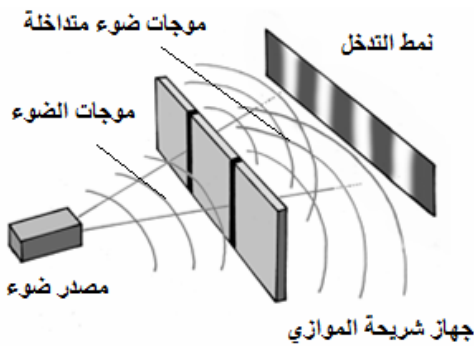 موجات ضوء متداخلة
نمط التدخل
موجات الضوء
مصدر ضوء
جهاز شريحة الموازي